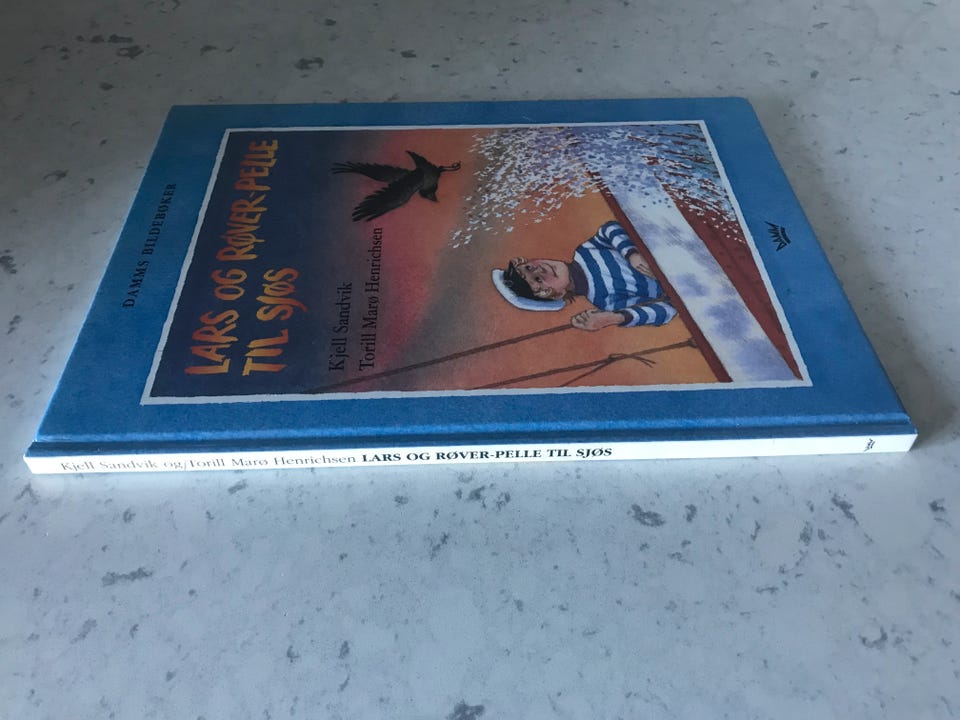 DAMMS BILDEBØKER
LARS OG RØVER-PELLE
TIL SJØS
Kjell Sandvik
Torill Marø Henrichsen
DAMM
Kjell Sandvik og Torill Marø Henrichsen LARS OG RØVER-PELLE TIL SJØS